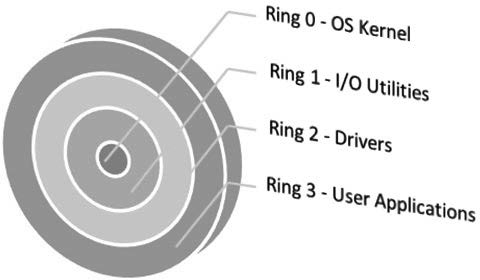 Ring 0 - OS Kernel
Ring 1 - I/O Utilities
Ring 2 - Drivers
Ring 3 - User Applications